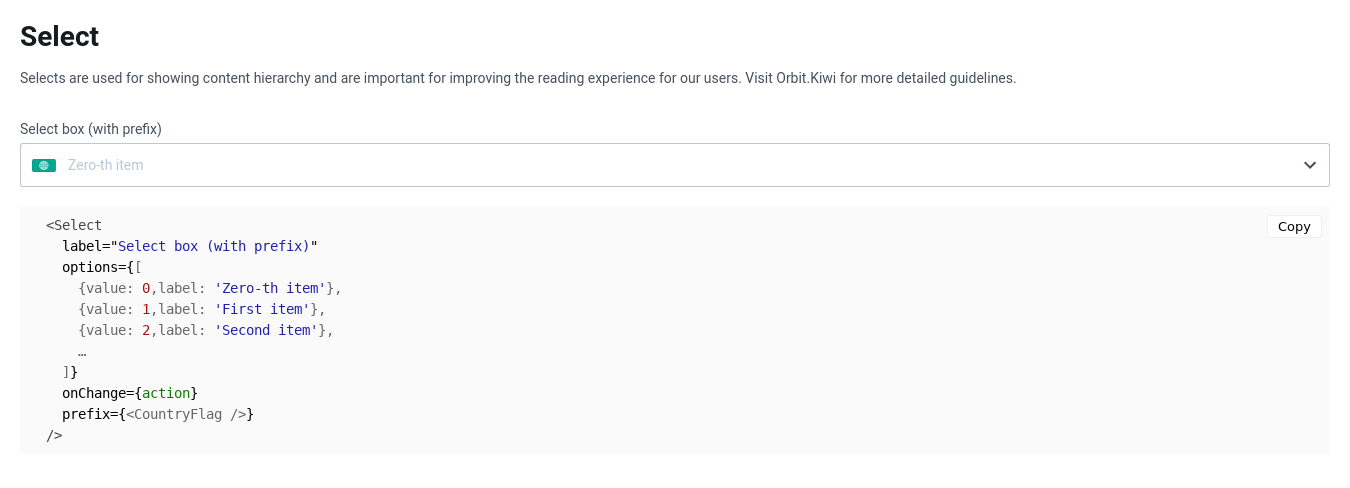 Select
Selects are used for showing content hierarchy and are important for improving the reading experience for our users. Visit Orbit.Kiwi for more detailed guidelines.
Select box (with prefix)
Zero-th item
Copy
<Select
  label="Select box (with prefix)"
  options={[
    {value: 0,label: 'Zero-th item'},
    {value: 1,label: 'First item'},
    {value: 2,label: 'Second item'},
    …
  ]}
  onChange={action}
  prefix={<CountryFlag />}
/>